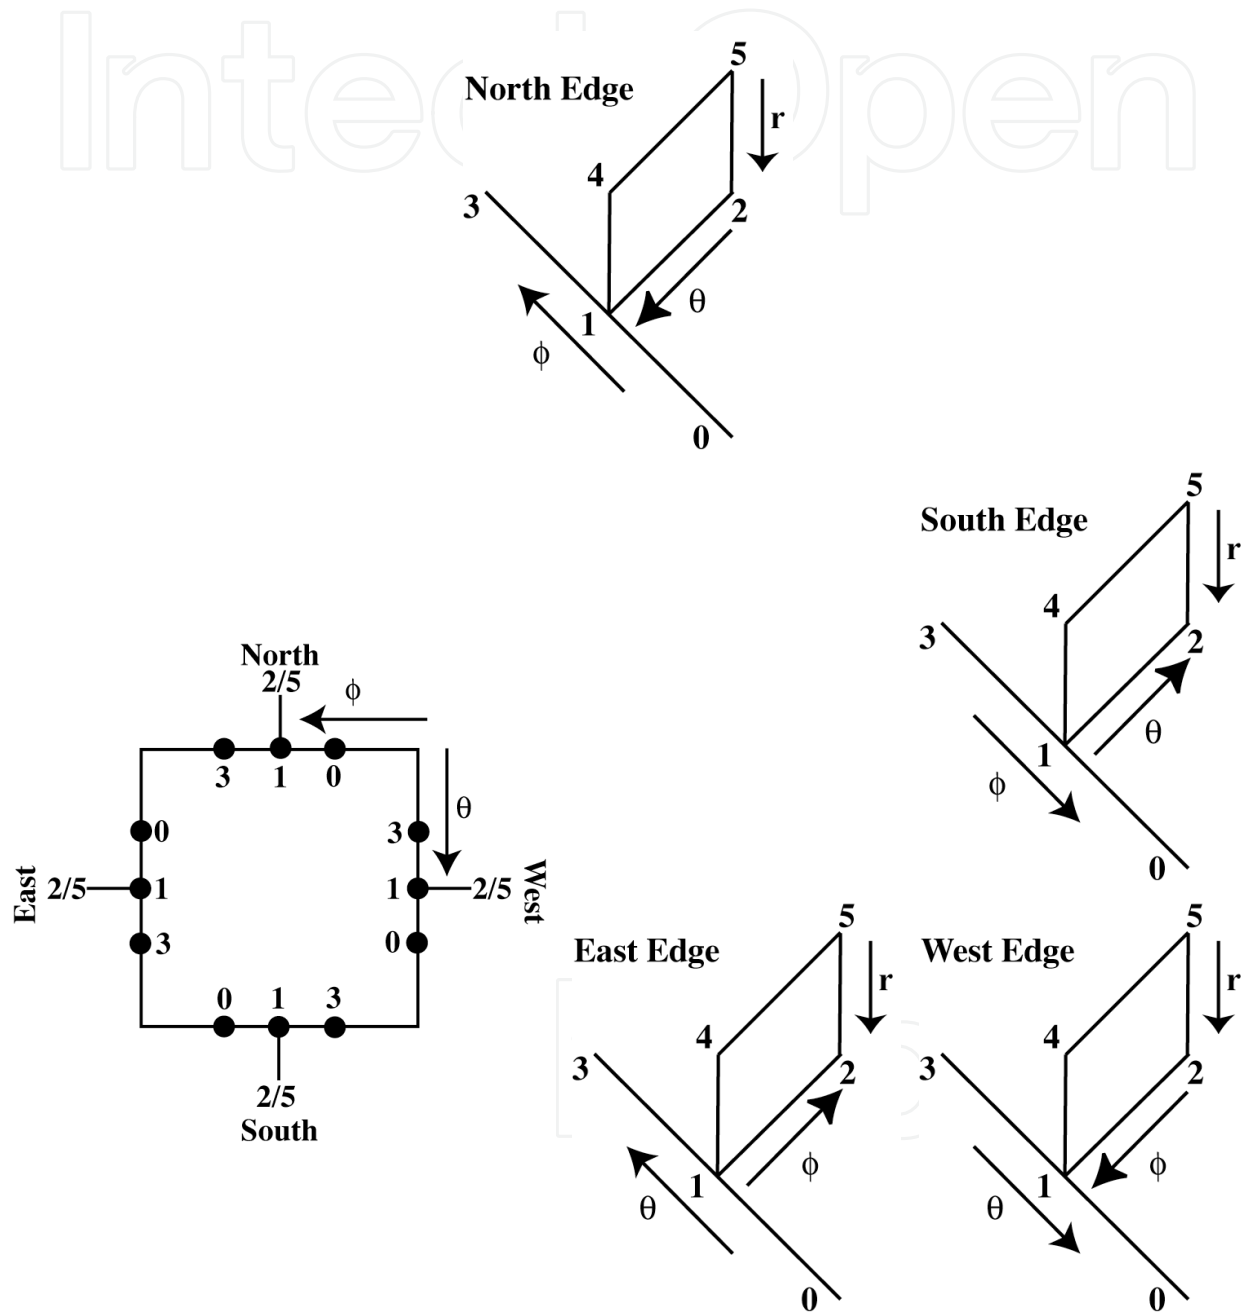 IntechOpen
North Edge
5
r
4
3
2
θ
1
ϕ
0
South Edge
5
r
4
3
2
θ
1
ϕ
0
North
2/5
ϕ
3 1 0
θ
0 3
East 2/5 1 1 2/5 West
3 0
0 1 3
2/5
South
East Edge
5
r
4
3
2
ϕ
1
θ
0
West Edge
5
r
4
3
2
ϕ
1
θ
0